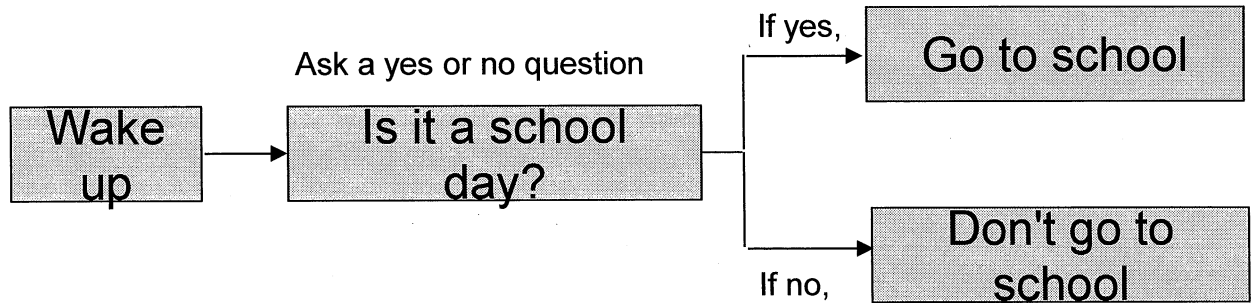 Wake
up
Ask a yes or no question
Is it a school
day?
If yes,
Go to school
If no,
Don't go to
school